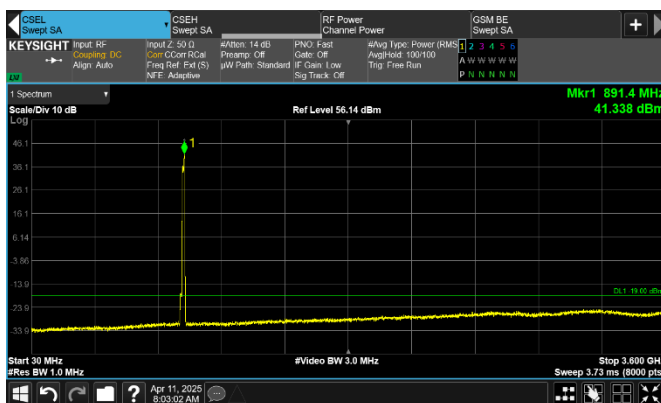 CSEL
Swept SA
CSEH
Swept SA
RF Power
Channel Power
GSM BE
Swept SA
+
KEYSIGHT
Input: RF
Coupling: DC
Align: Auto
Input Z: 50 Ω
Corr CCorr RCal
Freq Ref: Ext (S)
NFE: Adaptive
#Atten: 14 dB
Preamp: Off
µW Path: Standard
PNO: Fast
Gate: Off
IF Gain: Low
Sig Track: Off
#Avg Type: Power (RMS
Avg|Hold: 100/100
Trig: Free Run
1 2 3 4 5 6
A W W W W W
P N N N N N
1 Spectrum
Scale/Div 10 dB
Ref Level 56.14 dBm
Mkr1 891.4 MHz
41.338 dBm
Log
1
46.1
36.1
26.1
16.1
6.14
-3.86
-13.9
DL1 -19.00 dBm
-23.9
-33.9
Start 30 MHz
#Video BW 3.0 MHz
Stop 3.600 GH
#Res BW 1.0 MHz
Sweep 3.73 ms (8000 pts
? Apr 11, 2025
8:03:02 AM